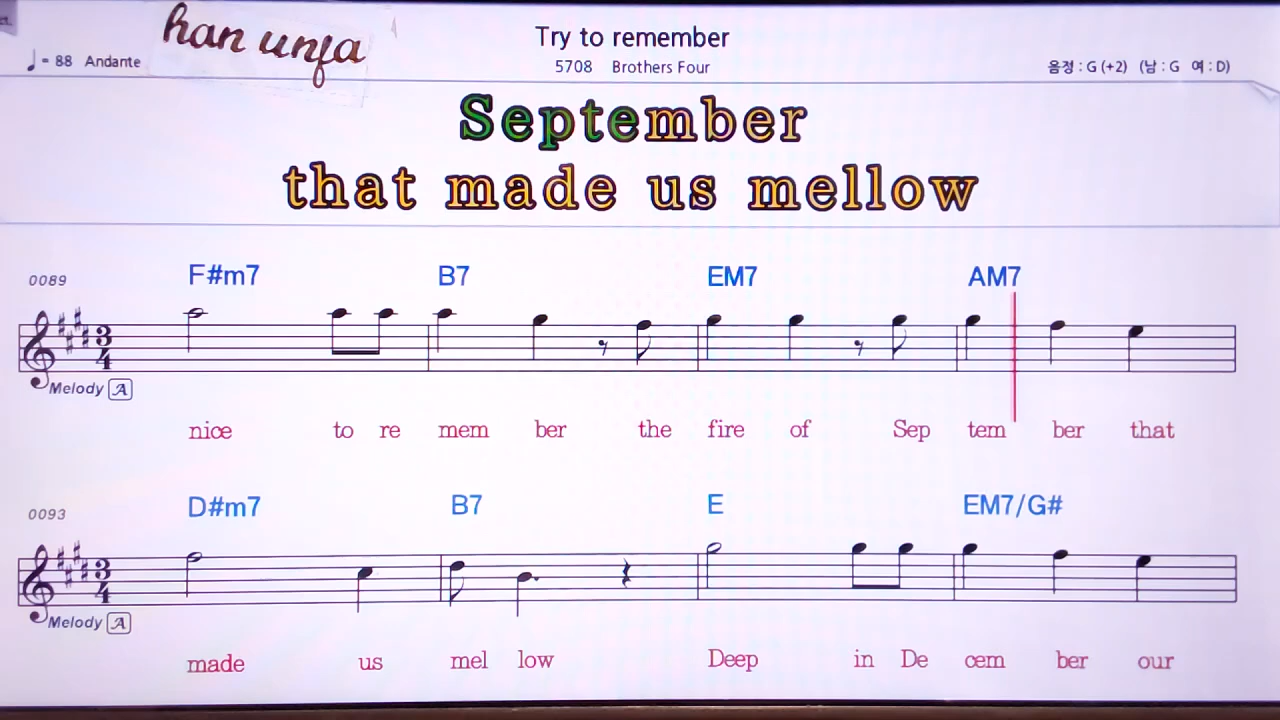 han unja
Try to remember
♩= 88 Andante
5708 Brothers Four
음정 : G (+2) (남 : G 여 : D)
September
that made us mellow
0089
F#m7 B7 EM7 AM7
3
4
Melody A
nice to re mem ber the fire of Sep tem ber that
0093
D#m7 B7 E EM7/G#
3
4
Melody A
made us mel low Deep in De cem ber our